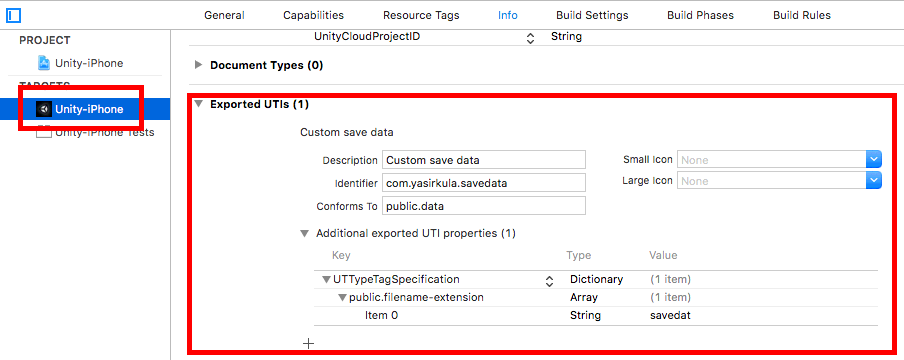 General Capabilities Resource Tags Info Build Settings Build Phases Build Rules
PROJECT
Unity-iPhone
TARGETS
Unity-iPhone
Unity-iPhone Tests
UnityCloudProjectID String
Document Types (0)
Exported UTIs (1)
Custom save data
Description Custom save data Small Icon None
Identifier com.yasirkula.savedata Large Icon None
Conforms To public.data
Additional exported UTI properties (1)
Key Type Value
UTTypeTagSpecification Dictionary (1 item)
public.filename-extension Array (1 item)
Item 0 String savedat